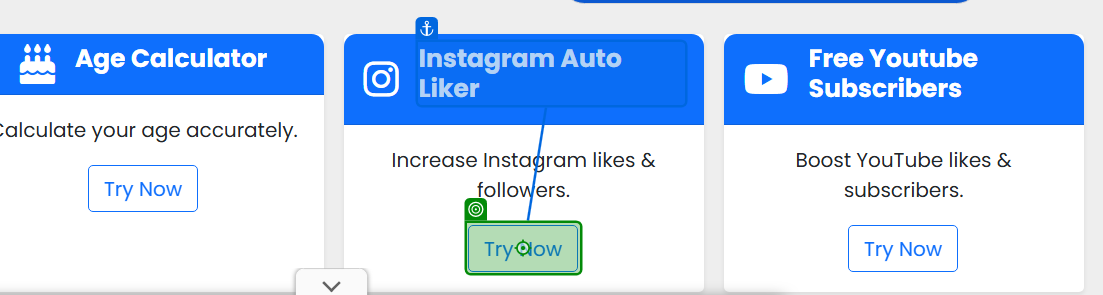 Age Calculator
Calculate your age accurately.
Try Now
Instagram Auto
Liker
Increase Instagram likes &
followers.
Try Now
Free Youtube
Subscribers
Boost YouTube likes &
subscribers.
Try Now